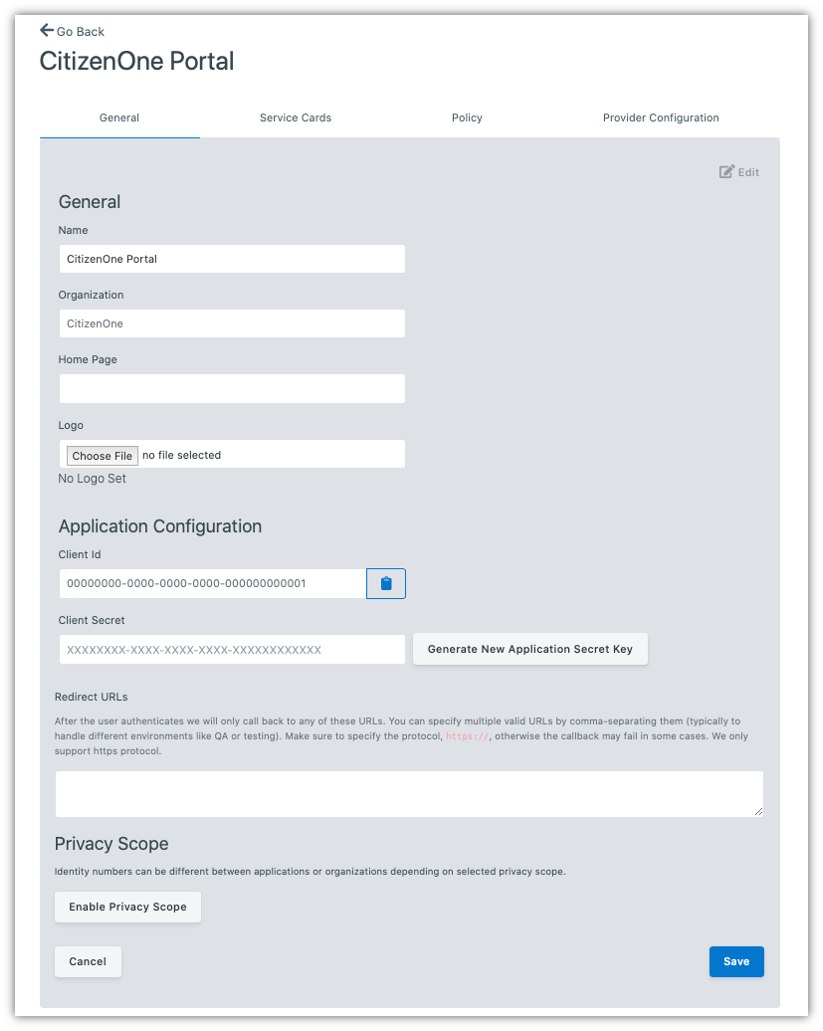 Go Back
CitizenOne Portal
General
Service Cards
Policy
Provider Configuration
Edit
General
Name
CitizenOne Portal
Organization
CitizenOne
Home Page
Logo
Choose File no file selected
No Logo Set
Application Configuration
Client Id
00000000-0000-0000-0000-000000000001
Client Secret
XXXXXXXX-XXXX-XXXX-XXXX-XXXXXXXXXXXX
Generate New Application Secret Key
Redirect URLs
After the user authenticates we will only call back to any of these URLs. You can specify multiple valid URLs by comma-separating them (typically to
handle different environments like QA or testing). Make sure to specify the protocol, https://, otherwise the callback may fail in some cases. We only
support https protocol.
Privacy Scope
Identity numbers can be different between applications or organizations depending on selected privacy scope.
Enable Privacy Scope
Cancel
Save